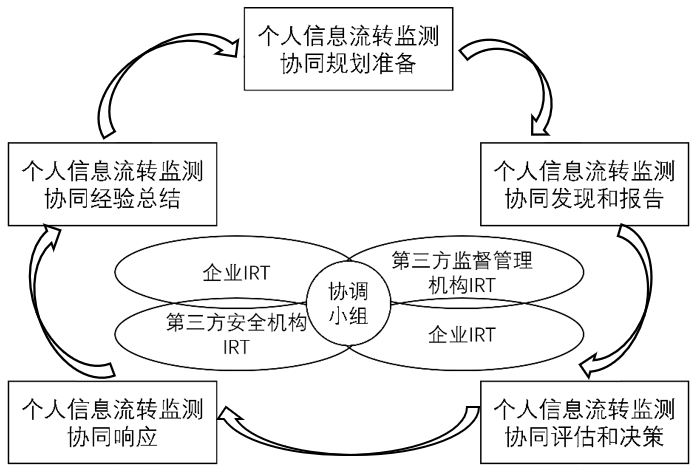 个人信息流转监测
协同规划准备
个人信息流转监测
协同经验总结
个人信息流转监测
协同发现和报告
企业IRT
第三方监督管理
机构IRT
协调
小组
第三方安全机构
IRT
企业IRT
个人信息流转监测
协同响应
个人信息流转监测
协同评估和决策